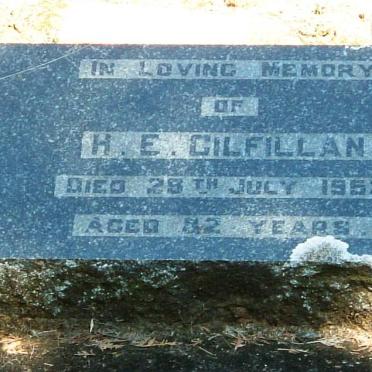 IN LOVING MEMORY
OF
H. E. GILFILLAN
DIED 28TH JULY
AGED 82 YEARS.